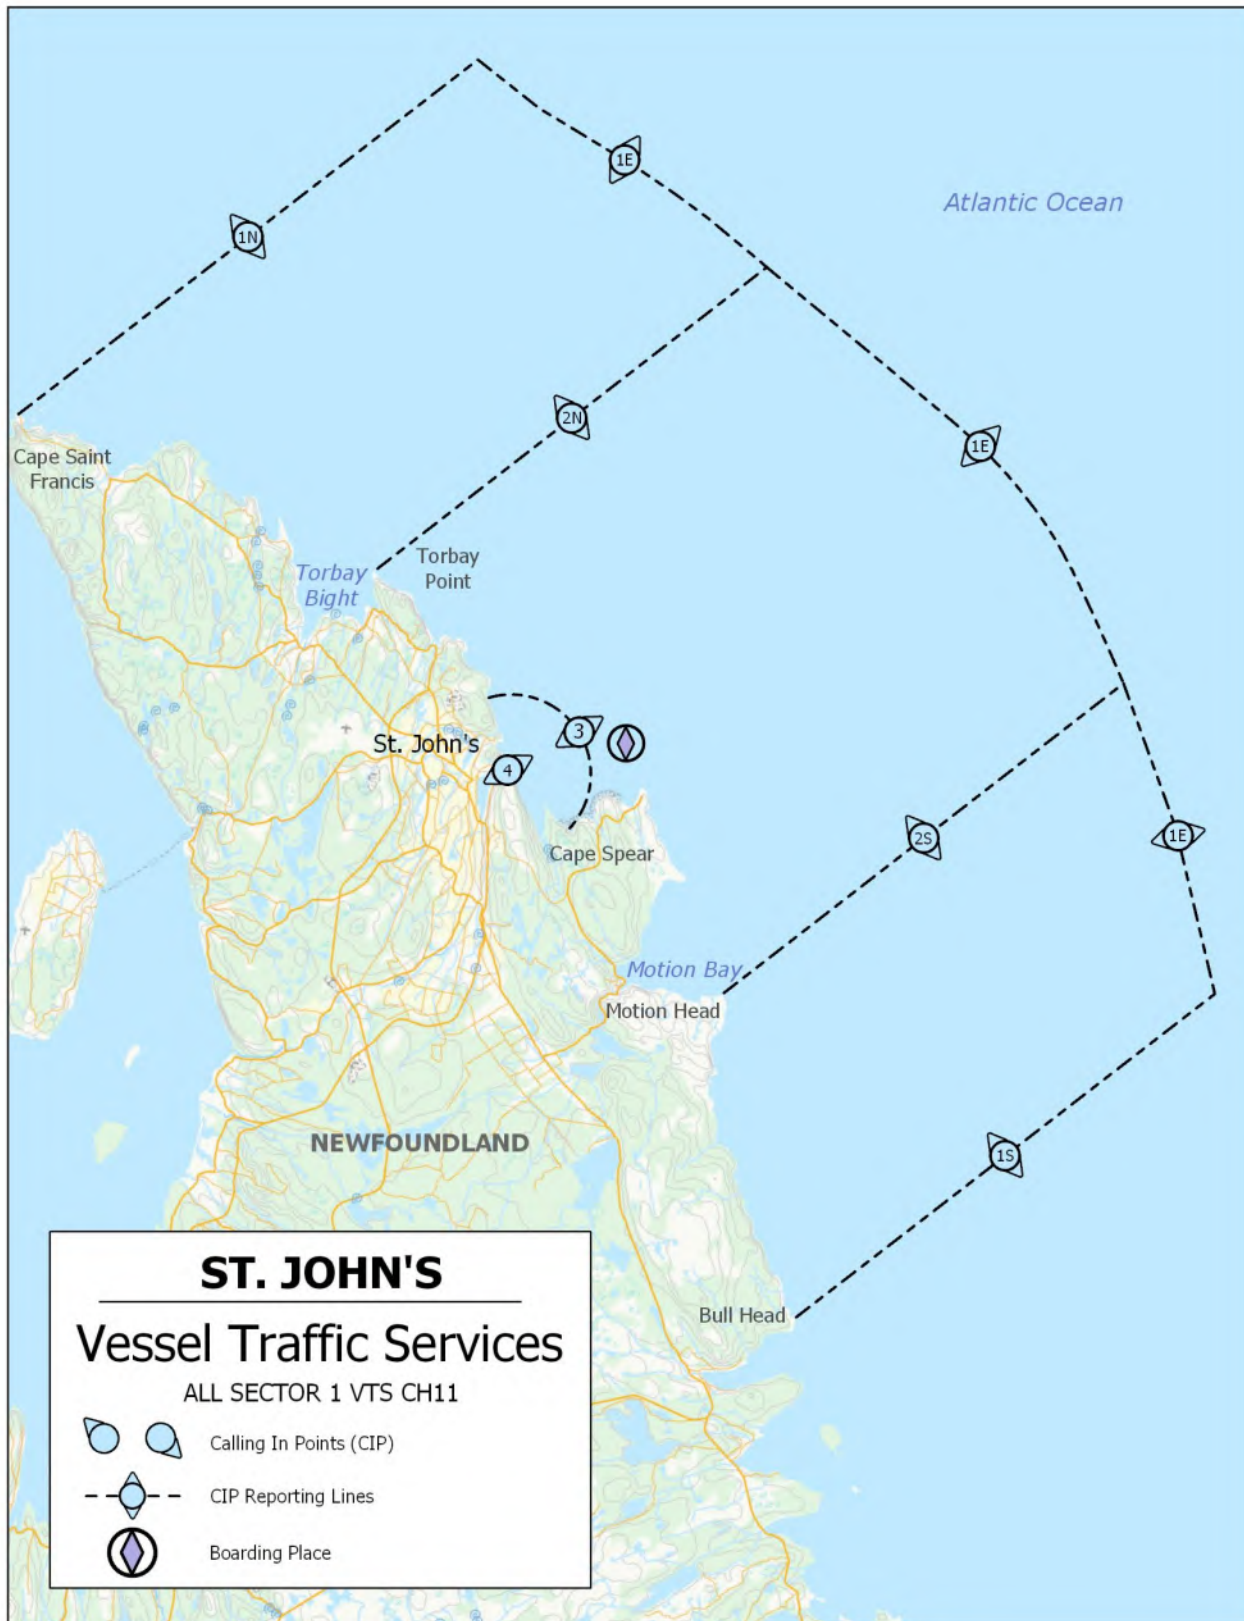 1E
Atlantic Ocean
1N
2N
1E
Cape Saint
Francis
Torbay
Point
Torbay
Bight
3
St. John's
4
2S
1E
Cape Spear
Motion Bay
Motion Head
NEWFOUNDLAND
1S
Bull Head
ST. JOHN'S
Vessel Traffic Services
ALL SECTOR 1 VTS CH11
Calling In Points (CIP)
CIP Reporting Lines
Boarding Place